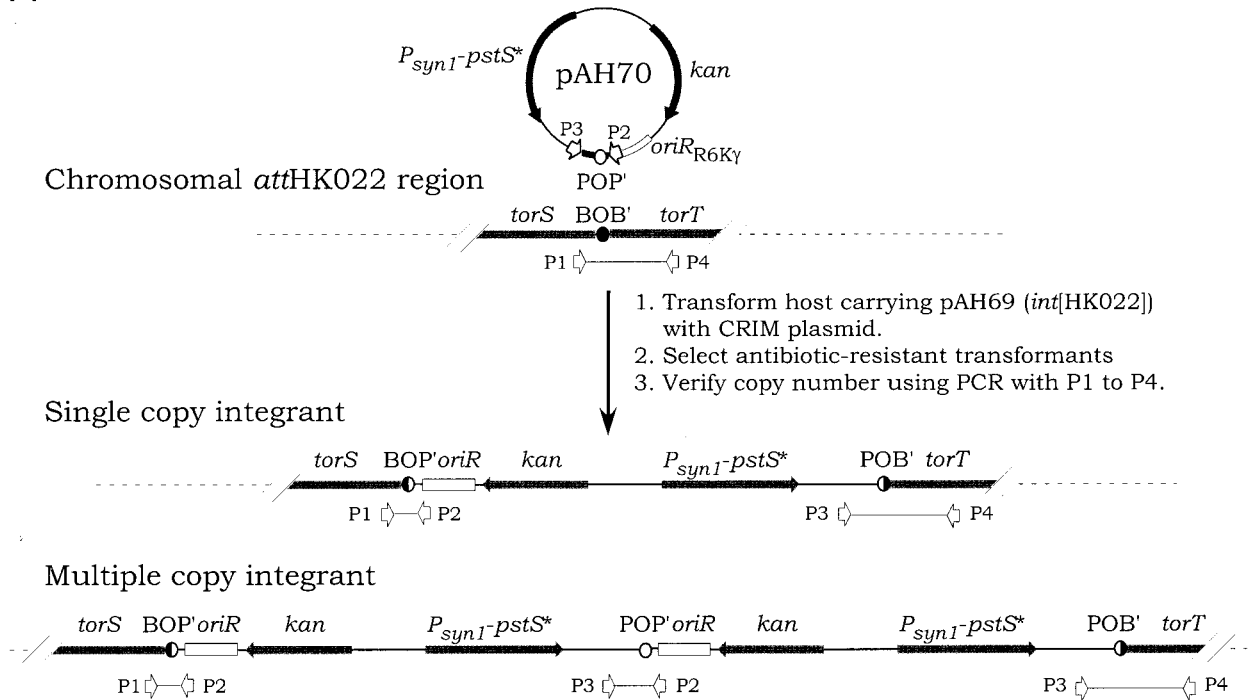 P_syn1-pstS*
pAH70
kan
P3 P2
oriR_R6Kγ
POP'
Chromosomal attHK022 region
torS BOB' torT
P1 P4
1. Transform host carrying pAH69 (int[HK022])
with CRIM plasmid.
2. Select antibiotic-resistant transformants
3. Verify copy number using PCR with P1 to P4.
Single copy integrant
torS BOP' oriR kan P_syn1-pstS* POB' torT
P1 P2 P3 P4
Multiple copy integrant
torS BOP' oriR kan P_syn1-pstS* POP' oriR kan P_syn1-pstS* POB' torT
P1 P2 P3 P2 P3 P4